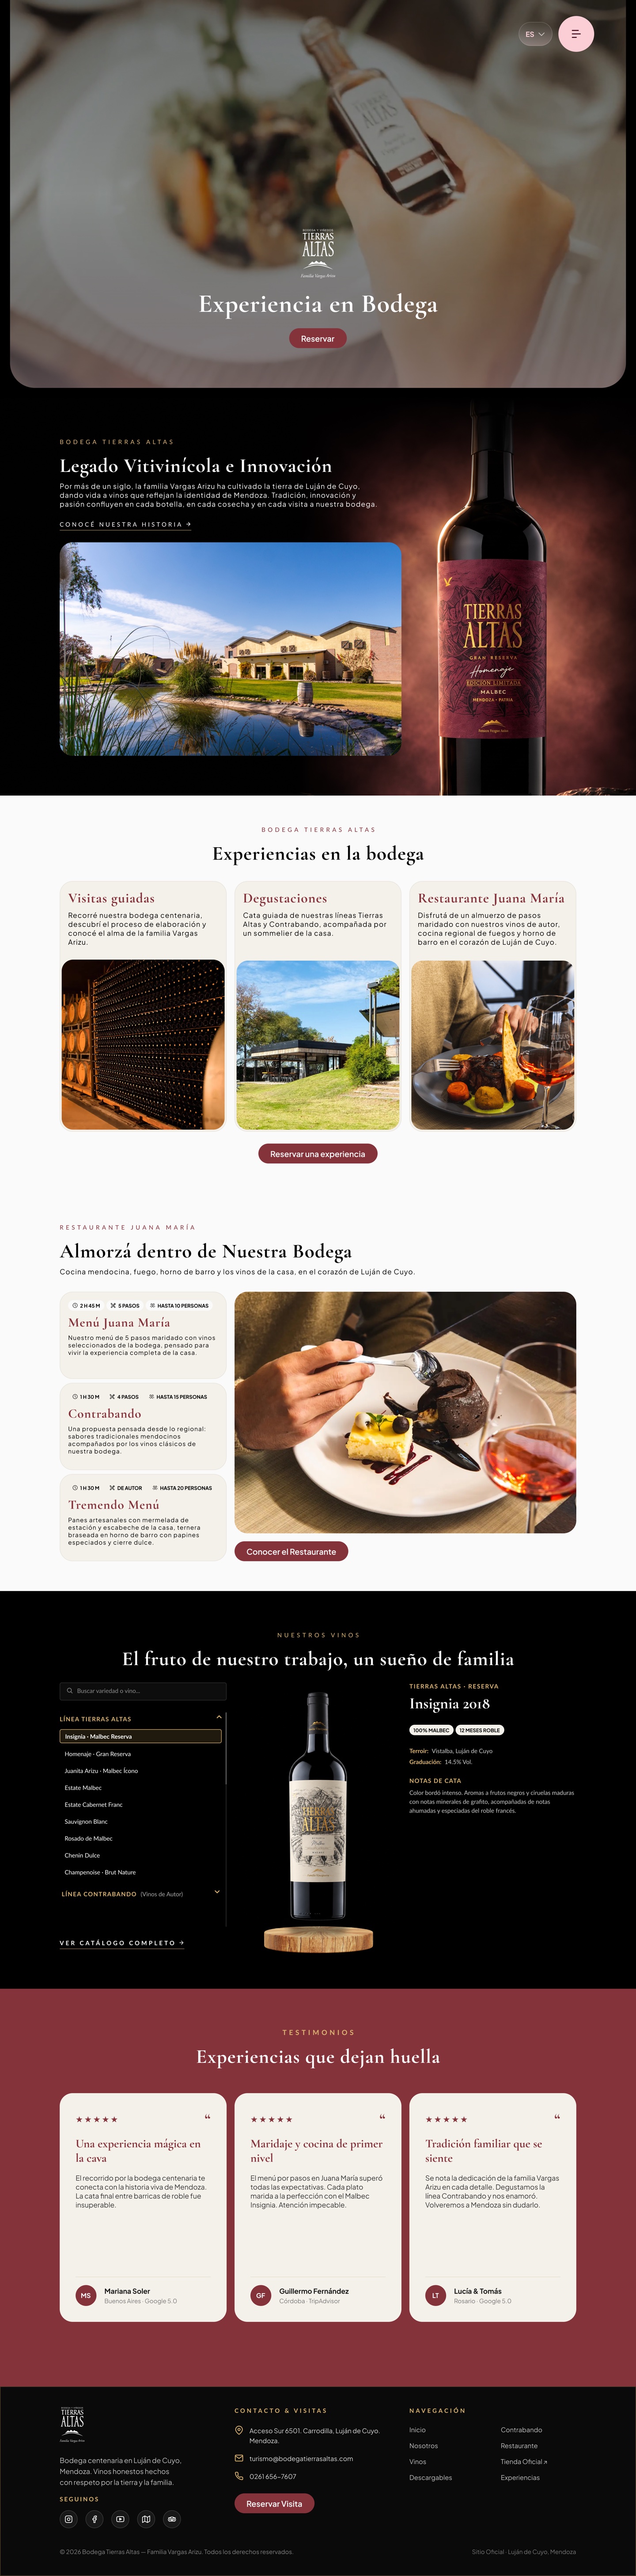 ES
BODEGA & VIÑEDOS
TIERRAS
ALTAS
Familia Vargas Arizu
Experiencia en Bodega
Reservar
BODEGA TIERRAS ALTAS
Legado Vitivinícola e Innovación
Por más de un siglo, la familia Vargas Arizu ha cultivado la tierra de Luján de Cuyo,
dando vida a vinos que reflejan la identidad de Mendoza. Tradición, innovación y
pasión confluyen en cada botella, en cada cosecha y en cada visita a nuestra bodega.
CONOCÉ NUESTRA HISTORIA →
TIERRAS
ALTAS
GRAN RESERVA
Homenaje
EDICIÓN LIMITADA
MALBEC
MENDOZA • PATRIA
BODEGA TIERRAS ALTAS
Experiencias en la bodega
Visitas guiadas
Recorré nuestra bodega centenaria,
descubrí el proceso de elaboración y
conocé el alma de la familia Vargas
Arizu.
Degustaciones
Cata guiada de nuestras líneas Tierras
Altas y Contrabando, acompañada por
un sommelier de la casa.
Restaurante Juana María
Disfrutá de un almuerzo de pasos
maridado con nuestros vinos de autor,
cocina regional de fuegos y horno de
barro en el corazón de Luján de Cuyo.
Reservar una experiencia
RESTAURANTE JUANA MARÍA
Almorzá dentro de Nuestra Bodega
Cocina mendocina, fuego, horno de barro y los vinos de la casa, en el corazón de Luján de Cuyo.
2 H 45 M 5 PASOS HASTA 10 PERSONAS
Menú Juana María
Nuestro menú de 5 pasos maridado con vinos
seleccionados de la bodega, pensado para
vivir la experiencia completa de la casa.
1 H 30 M 4 PASOS HASTA 15 PERSONAS
Contrabando
Una propuesta pensada desde lo regional:
sabores tradicionales mendocinos
acompañados por los vinos clásicos de
nuestra bodega.
1 H 30 M DE AUTOR HASTA 20 PERSONAS
Tremendo Menú
Panes artesanales con mermelada de
estación y escabeche de la casa, ternera
braseada en horno de barro con papines
especiados y cierre dulce.
Conocer el Restaurante
NUESTROS VINOS
El fruto de nuestro trabajo, un sueño de familia
Buscar variedad o vino...
LÍNEA TIERRAS ALTAS
Insignia · Malbec Reserva
Homenaje · Gran Reserva
Juanita Arizu · Malbec Ícono
Estate Malbec
Estate Cabernet Franc
Sauvignon Blanc
Rosado de Malbec
Chenin Dulce
Champenoise · Brut Nature
LÍNEA CONTRABANDO (Vinos de Autor)
VER CATÁLOGO COMPLETO →
TIERRAS
ALTAS
Malbec
TIERRAS ALTAS · RESERVA
Insignia 2018
100% MALBEC 12 MESES ROBLE
Terroir: Vistalba, Luján de Cuyo
Graduación: 14.5% Vol.
NOTAS DE CATA
Color bordó intenso. Aromas a frutos negros y ciruelas maduras
con notas minerales de grafito, acompañadas de notas
ahumadas y especiadas del roble francés.
TESTIMONIOS
Experiencias que dejan huella
★★★★★ “
Una experiencia mágica en
la cava
El recorrido por la bodega centenaria te
conecta con la historia viva de Mendoza.
La cata final entre barricas de roble fue
insuperable.
MS
Mariana Soler
Buenos Aires · Google 5.0
★★★★★ “
Maridaje y cocina de primer
nivel
El menú por pasos en Juana María superó
todas las expectativas. Cada plato
marida a la perfección con el Malbec
Insignia. Atención impecable.
GF
Guillermo Fernández
Córdoba · TripAdvisor
★★★★★ “
Tradición familiar que se
siente
Se nota la dedicación de la familia Vargas
Arizu en cada detalle. Degustamos la
línea Contrabando y nos enamoró.
Volveremos a Mendoza sin dudarlo.
LT
Lucía & Tomás
Rosario · Google 5.0
TIERRAS
ALTAS
Bodega centenaria en Luján de Cuyo,
Mendoza. Vinos honestos hechos
con respeto por la tierra y la familia.
SEGUINOS
CONTACTO & VISITAS
Acceso Sur 6501. Carrodilla, Luján de Cuyo.
Mendoza.
turismo@bodegatierrasaltas.com
0261 656-7607
Reservar Visita
NAVEGACIÓN
Inicio
Nosotros
Vinos
Descargables
Contrabando
Restaurante
Tienda Oficial ↗
Experiencias
© 2026 Bodega Tierras Altas — Familia Vargas Arizu. Todos los derechos reservados.
Sitio Oficial · Luján de Cuyo, Mendoza